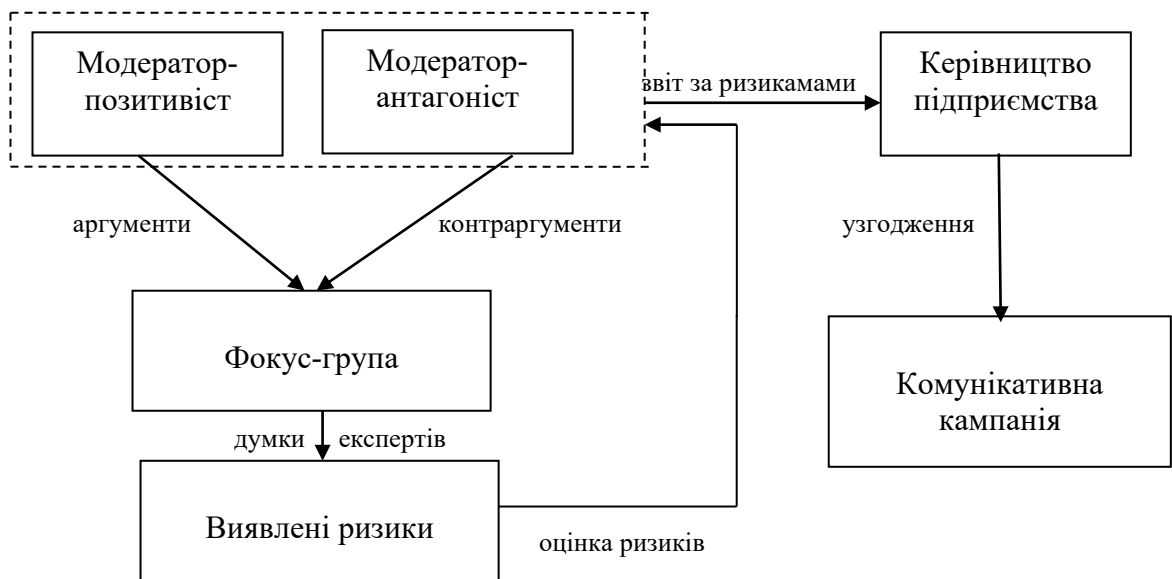 Модератор-
позитивіст
Модератор-
антагоніст
звіт за ризикамами
Керівництво
підприємства
аргументи
контраргументи
узгодження
Фокус-група
Комунікативна
кампанія
думки експертів
Виявлені ризики
оцінка ризиків